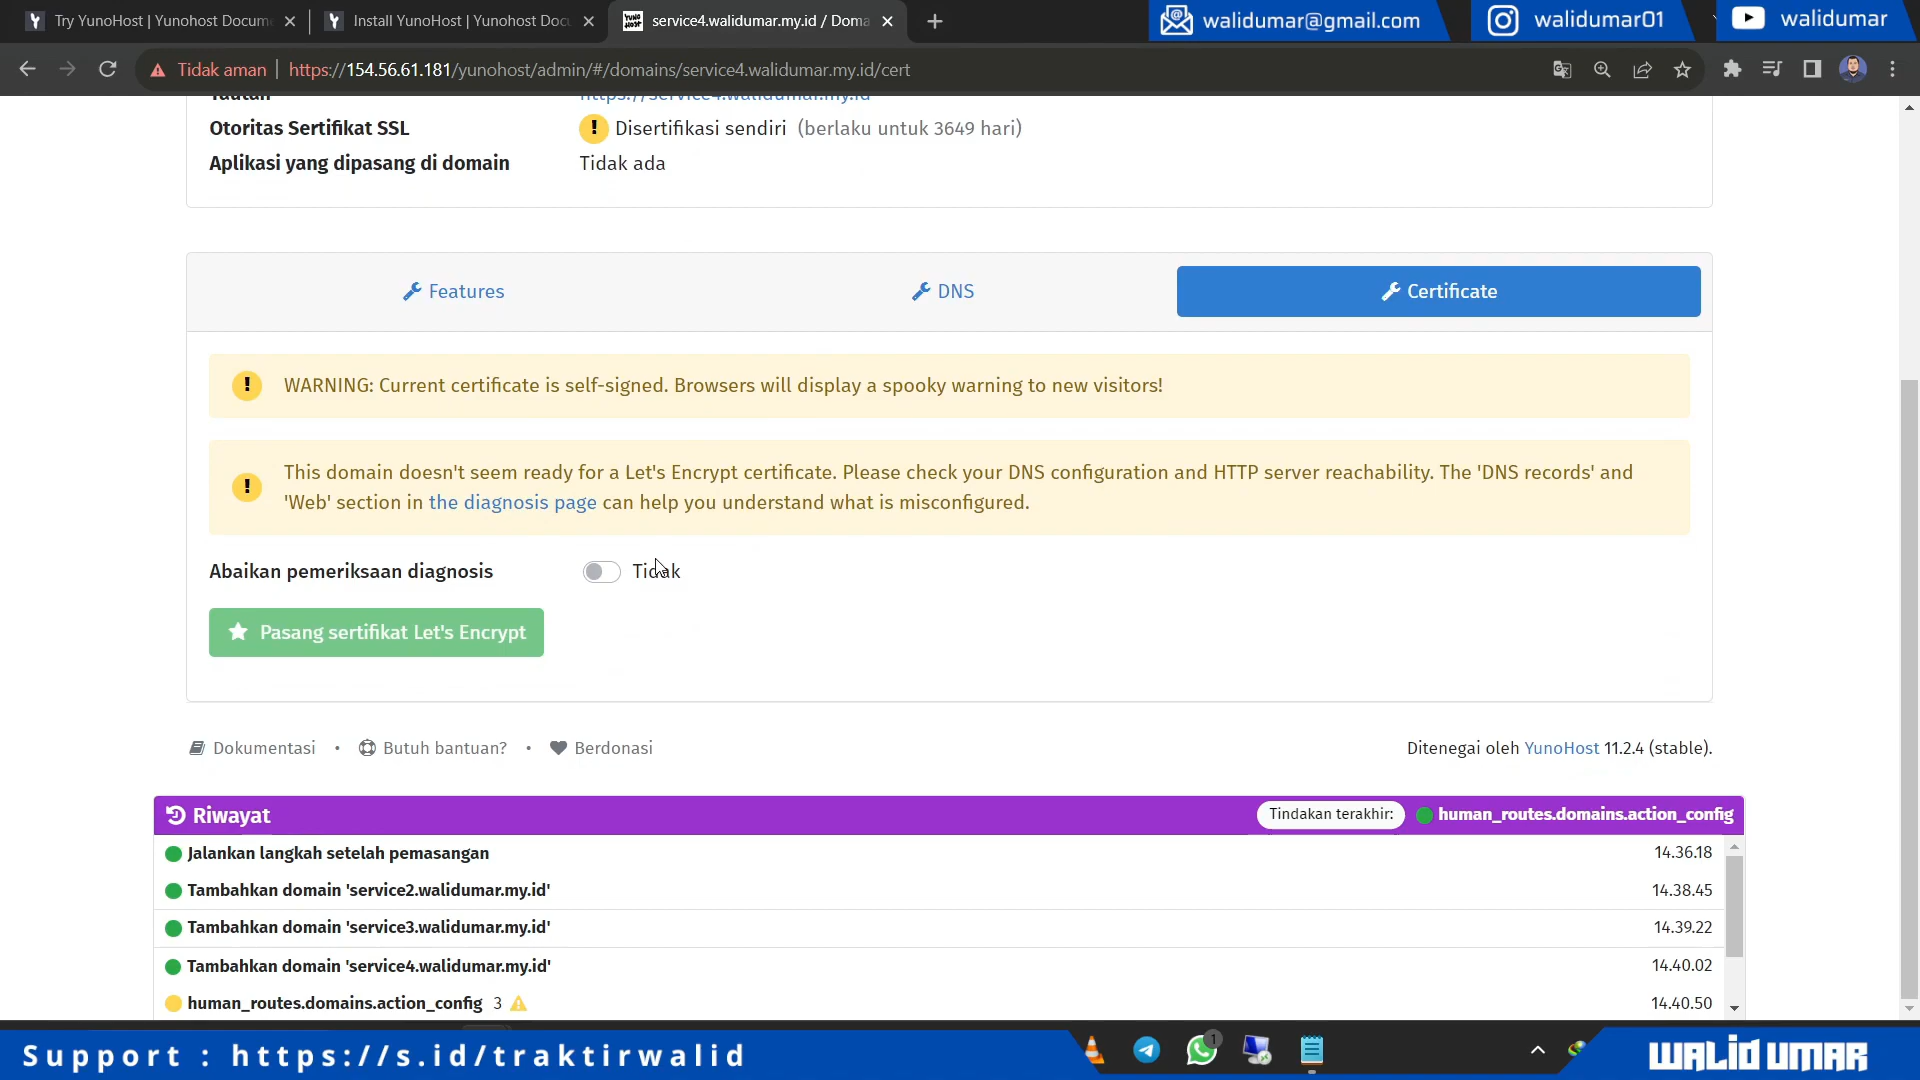 Try YunoHost | Yunohost Docum
Install YunoHost | Yunohost Docu
service4.walidumar.my.id / Doma
walidumar@gmail.com
walidumar01
walidumar
Tidak aman
https://154.56.61.181/yunohost/admin/#/domains/service4.walidumar.my.id/cert
Tautan https://service4.walidumar.my.id
Otoritas Sertifikat SSL ! Disertifikasi sendiri (berlaku untuk 3649 hari)
Aplikasi yang dipasang di domain Tidak ada
Features DNS Certificate
! WARNING: Current certificate is self-signed. Browsers will display a spooky warning to new visitors!
! This domain doesn't seem ready for a Let's Encrypt certificate. Please check your DNS configuration and HTTP server reachability. The 'DNS records' and
'Web' section in the diagnosis page can help you understand what is misconfigured.
Abaikan pemeriksaan diagnosis Tidak
Pasang sertifikat Let's Encrypt
Dokumentasi • Butuh bantuan? • Berdonasi
Ditenegai oleh YunoHost 11.2.4 (stable).
Riwayat
Tindakan terakhir: human_routes.domains.action_config
Jalankan langkah setelah pemasangan 14.36.18
Tambahkan domain 'service2.walidumar.my.id' 14.38.45
Tambahkan domain 'service3.walidumar.my.id' 14.39.22
Tambahkan domain 'service4.walidumar.my.id' 14.40.02
human_routes.domains.action_config 3 14.40.50
Support : https://s.id/traktirwalid
1
WALID UMAR